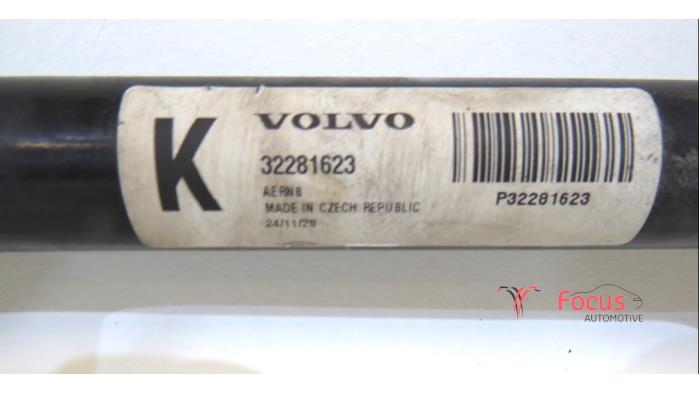 K
VOLVO
32281623
AERN8
MADE IN CZECH REPUBLIC
24/11/20
P32281623
Focus
AUTOMOTIVE